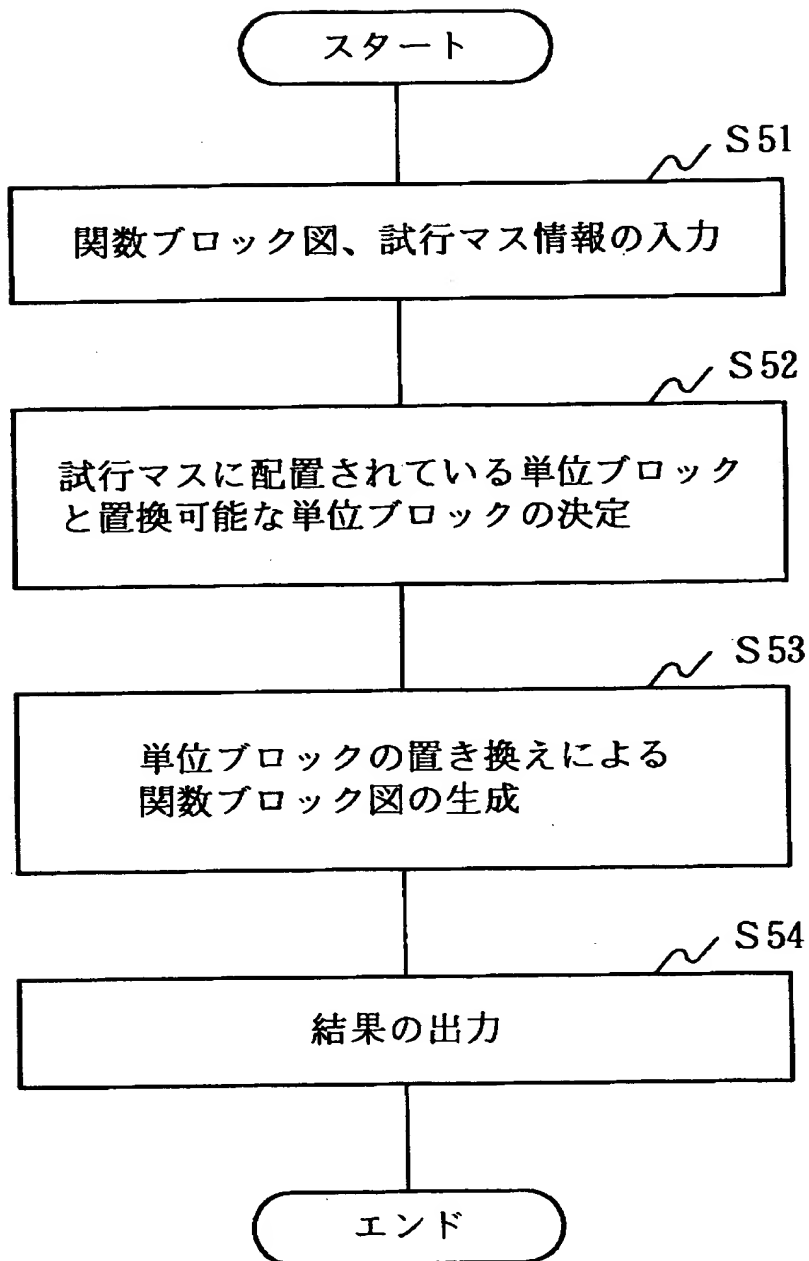 スタート
S51
関数ブロック図、試行マス情報の入力
S52
試行マスに配置されている単位ブロック
と置換可能な単位ブロックの決定
S53
単位ブロックの置き換えによる
関数ブロック図の生成
S54
結果の出力
エンド